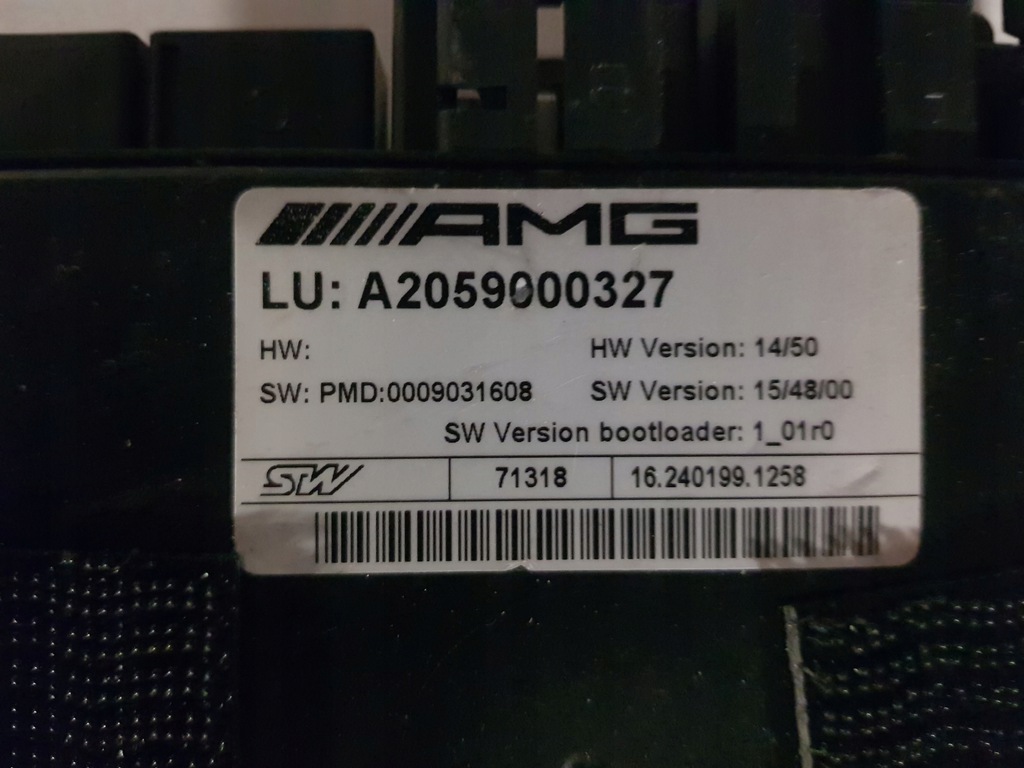 AMG
LU: A2059000327
HW: HW Version: 14/50
SW: PMD:0009031608 SW Version: 15/48/00
SW Version bootloader: 1_01r0
STW 71318 16.240199.1258